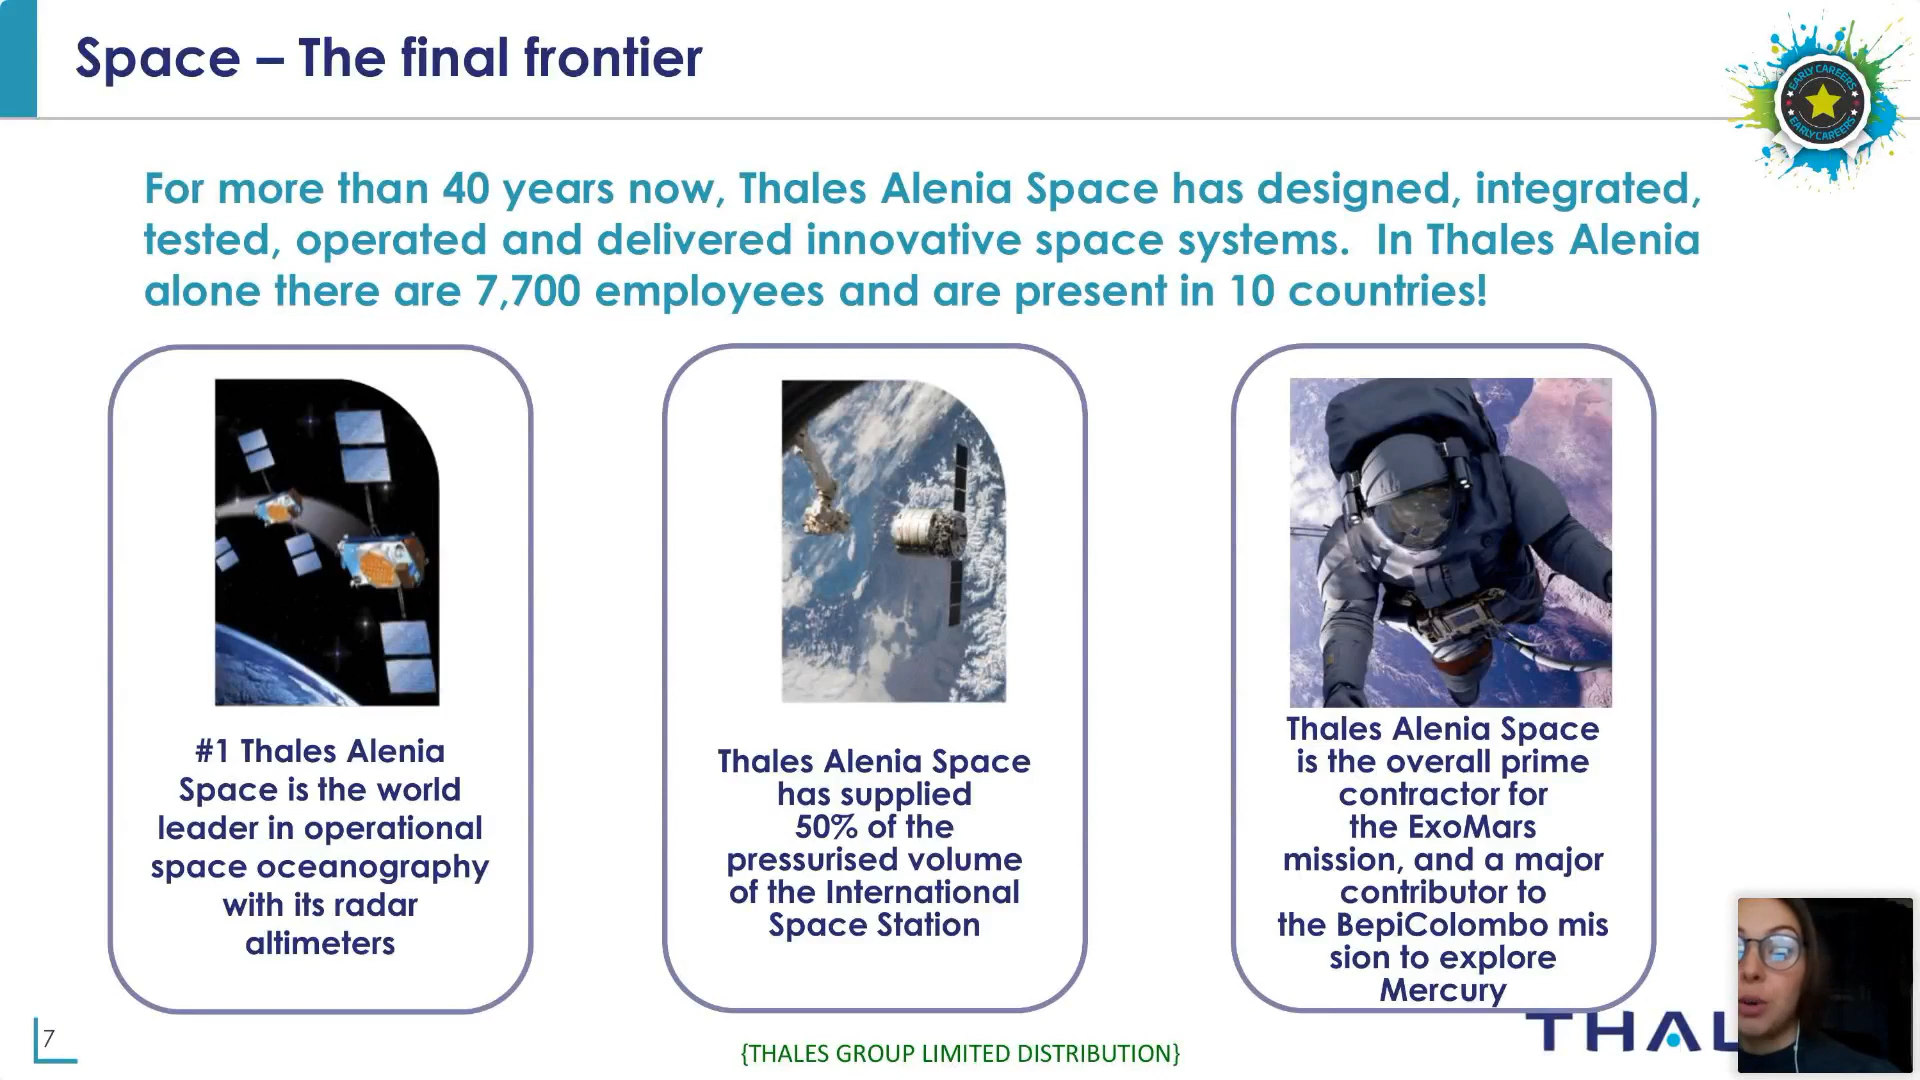 Space – The final frontier
EARLY CAREERS
EARLY CAREERS
For more than 40 years now, Thales Alenia Space has designed, integrated,
tested, operated and delivered innovative space systems.  In Thales Alenia
alone there are 7,700 employees and are present in 10 countries!
#1 Thales Alenia
Space is the world
leader in operational
space oceanography
with its radar
altimeters
Thales Alenia Space
has supplied
50% of the
pressurised volume
of the International
Space Station
Thales Alenia Space
is the overall prime
contractor for
the ExoMars
mission, and a major
contributor to
the BepiColombo mis
sion to explore
Mercury
7
{THALES GROUP LIMITED DISTRIBUTION}
THAL